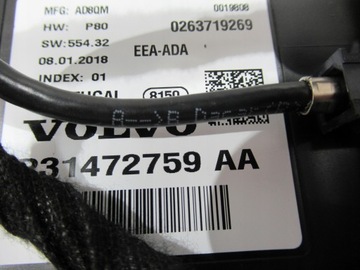 MFG: AD8QM 0019808
HW: P80 0263719269
SW:554.32 EEA-ADA
08.01.2018
INDEX: 01
TUGAL 8150
A--->B
VOLVO
31472759 AA